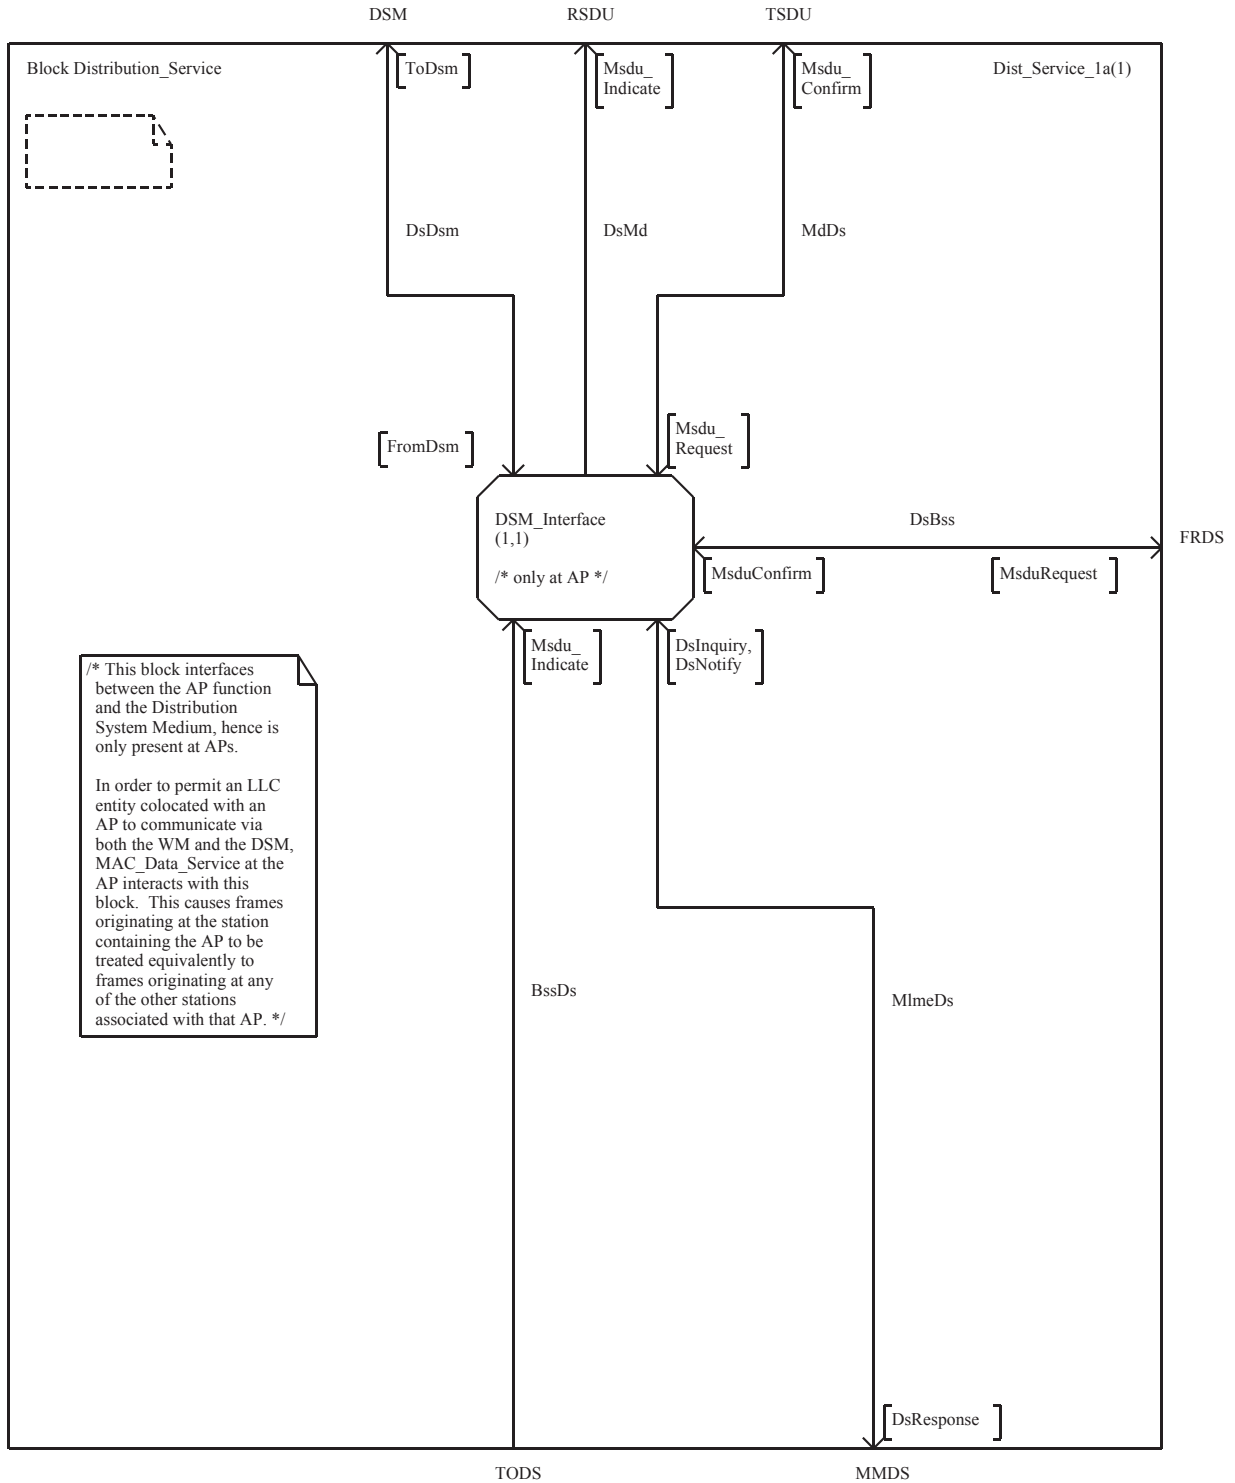 DSM RSDU TSDU
Block Distribution_Service
ToDsm
Msdu_
Indicate
Msdu_
Confirm
Dist_Service_1a(1)
DsDsm
DsMd
MdDs
FromDsm
Msdu_
Request
DSM_Interface
(1,1)
/* only at AP */
DsBss
FRDS
MsduConfirm
MsduRequest
Msdu_
Indicate
DsInquiry,
DsNotify
/* This block interfaces
between the AP function
and the Distribution
System Medium, hence is
only present at APs.
In order to permit an LLC
entity colocated with an
AP to communicate via
both the WM and the DSM,
MAC_Data_Service at the
AP interacts with this
block. This causes frames
originating at the station
containing the AP to be
treated equivalently to
frames originating at any
of the other stations
associated with that AP. */
BssDs
MlmeDs
DsResponse
TODS MMDS